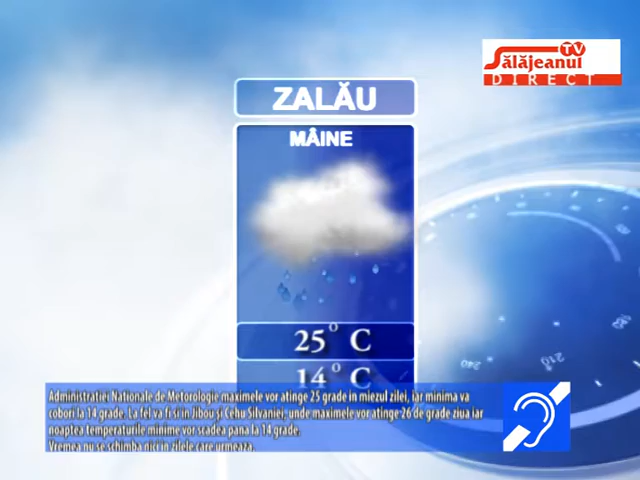 Sălăjeanul TV
DIRECT
ZALĂU
MÂINE
25° C
14° C
Administratiei Nationale de Metorologie maximele vor atinge 25 grade in miezul zilei, iar minima va
cobori la 14 grade. La fel va fi si in Jibou și Cehu Silvaniei, unde maximele vor atinge 26 de grade ziua iar
noaptea temperaturile minime vor scadea pana la 14 grade.
Vremea nu se schimba nici in zilele care urmeaza.